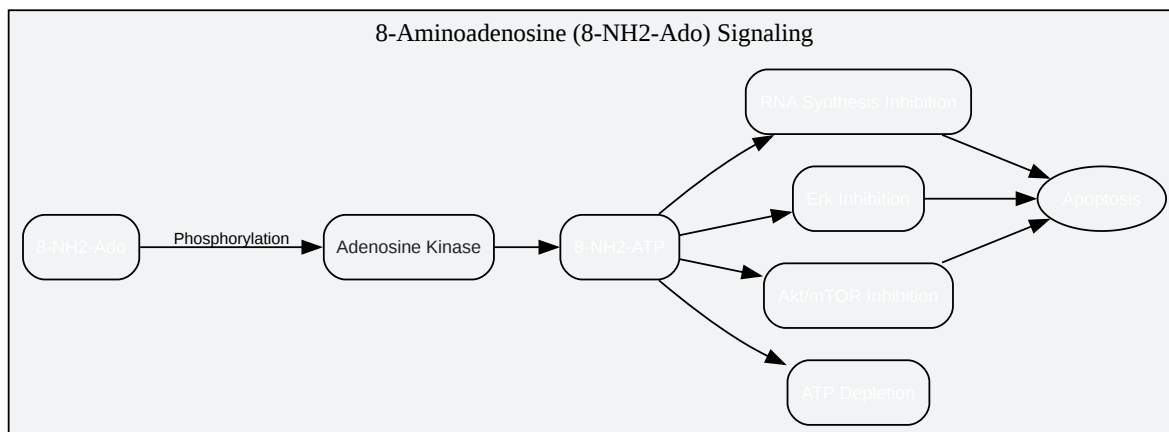 8-Aminoadenosine (8-NH2-Ado) Signaling
RNA Synthesis Inhibition
Erk Inhibition
Apoptosis
8-NH2-Ado
Phosphorylation
Adenosine Kinase
8-NH2-ATP
Akt/mTOR Inhibition
ATP Depletion